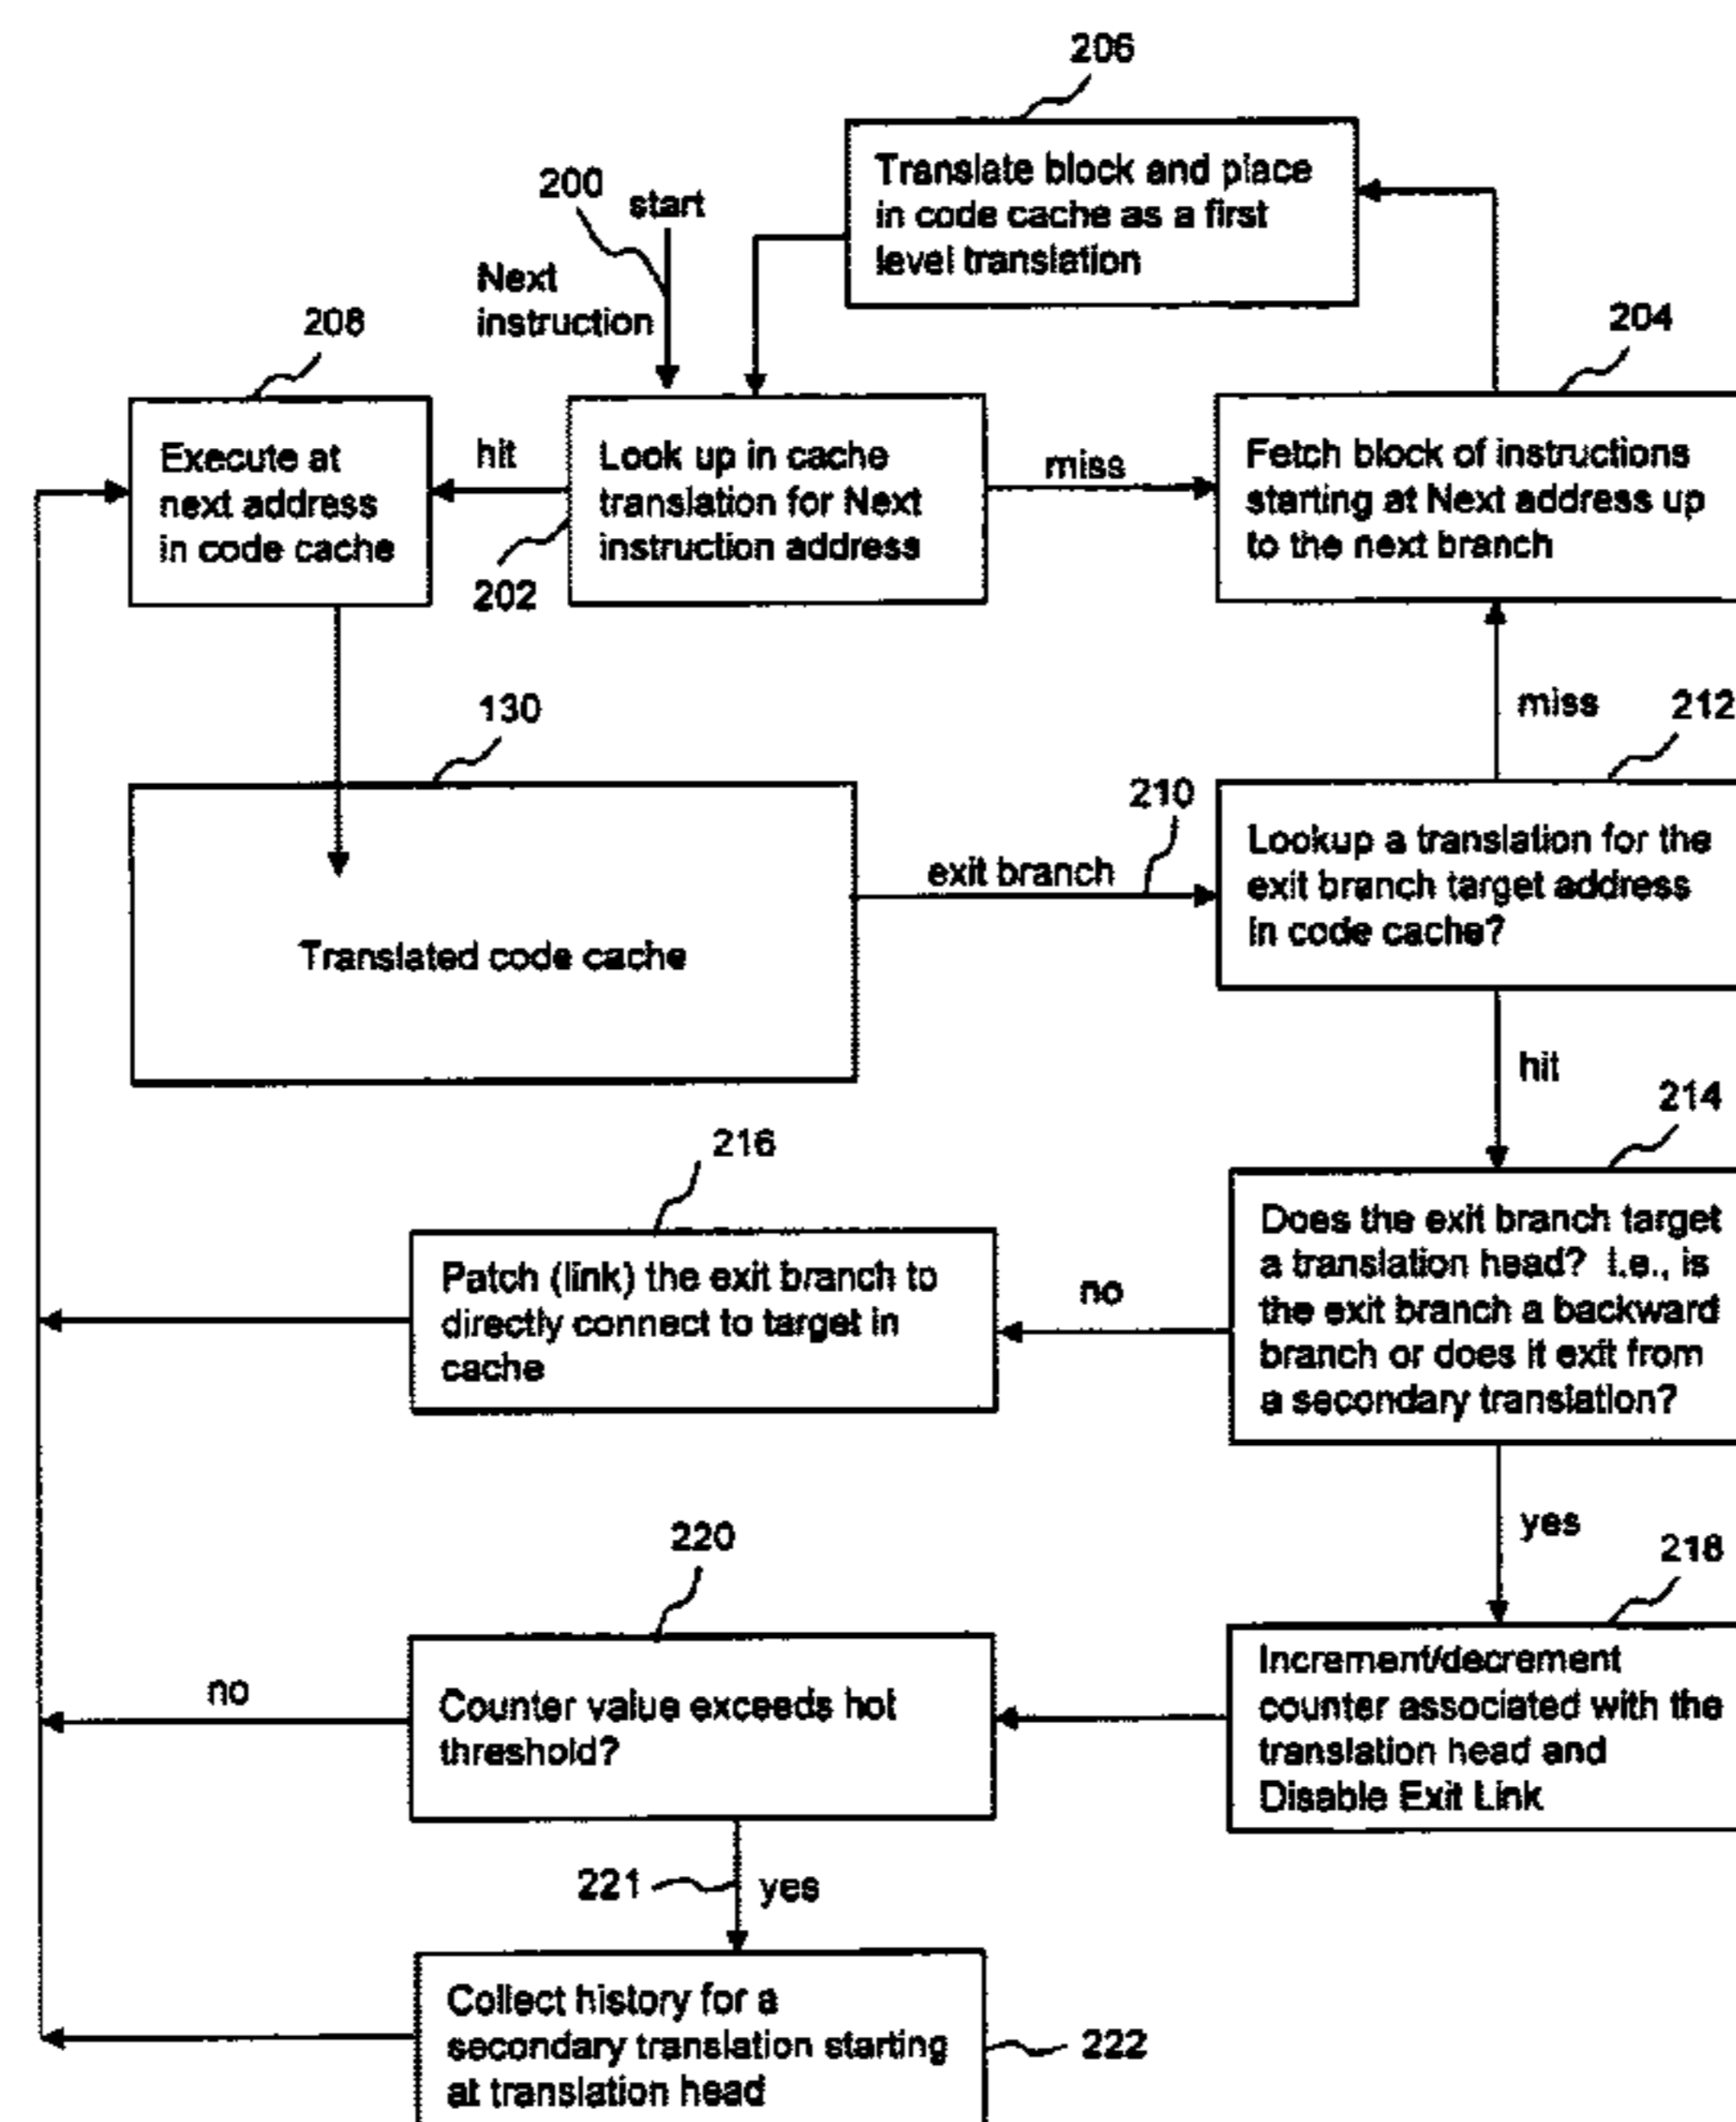 206
Translate block and place
in code cache as a first
level translation
200
start
Next
instruction
204
208
Execute at
next address
in code cache
hit
Look up in cache
translation for Next
instruction address
202
miss
Fetch block of instructions
starting at Next address up
to the next branch
miss
212
130
Translated code cache
210
exit branch
Lookup a translation for the
exit branch target address
in code cache?
hit
214
216
Patch (link) the exit branch to
directly connect to target in
cache
no
Does the exit branch target
a translation head? I.e., is
the exit branch a backward
branch or does it exit from
a secondary translation?
yes
218
220
no
Counter value exceeds hot
threshold?
Increment/decrement
counter associated with the
translation head and
Disable Exit Link
221
yes
Collect history for a
secondary translation starting
at translation head
222